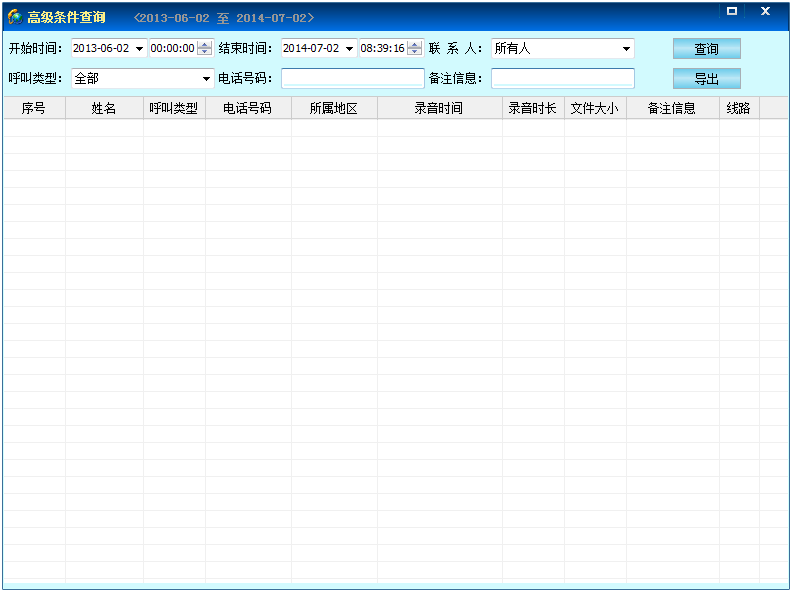 高级条件查询 <2013-06-02 至 2014-07-02>
开始时间: 2013-06-02 00:00:00 结束时间: 2014-07-02 08:39:16 联 系 人: 所有人 查询
呼叫类型: 全部 电话号码: 备注信息: 导出
序号 姓名 呼叫类型 电话号码 所属地区 录音时间 录音时长 文件大小 备注信息 线路